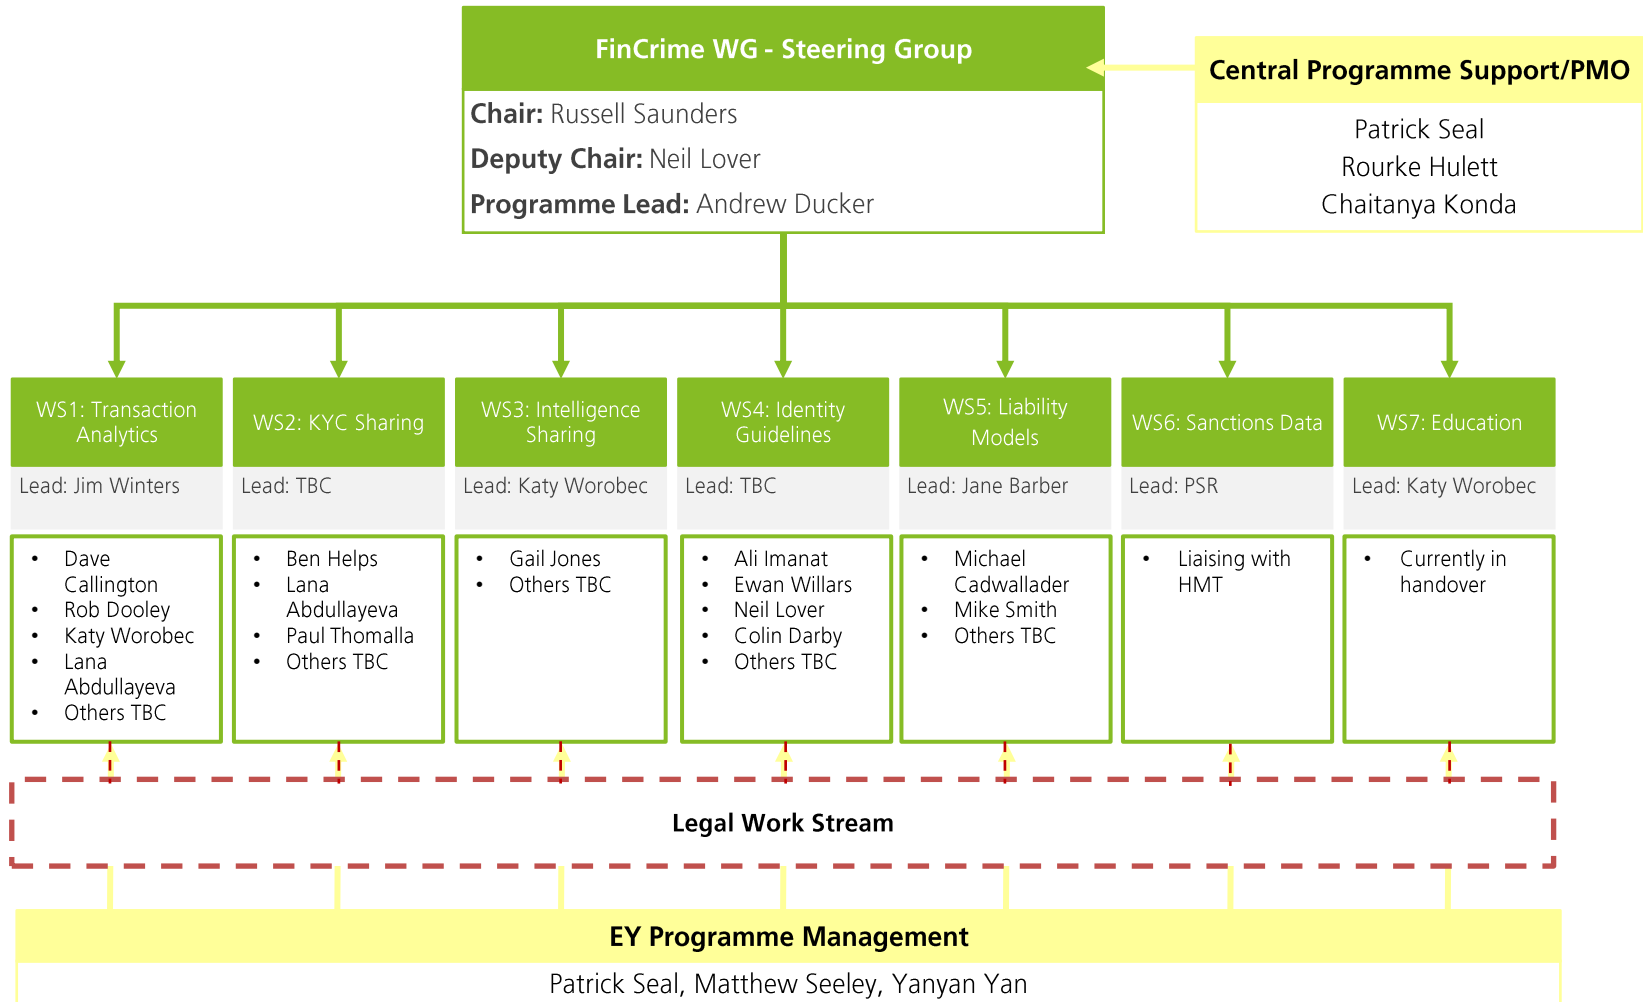 FinCrime WG - Steering Group
Chair: Russell Saunders
Deputy Chair: Neil Lover
Programme Lead: Andrew Ducker
Central Programme Support/PMO
Patrick Seal
Rourke Hulett
Chaitanya Konda
WS1: Transaction
Analytics
Lead: Jim Winters
• Dave
Callington
• Rob Dooley
• Katy Worobec
• Lana
Abdullayeva
• Others TBC
WS2: KYC Sharing
Lead: TBC
• Ben Helps
• Lana
Abdullayeva
• Paul Thomalla
• Others TBC
WS3: Intelligence
Sharing
Lead: Katy Worobec
• Gail Jones
• Others TBC
WS4: Identity
Guidelines
Lead: TBC
• Ali Imanat
• Ewan Willars
• Neil Lover
• Colin Darby
• Others TBC
WS5: Liability
Models
Lead: Jane Barber
• Michael
Cadwallader
• Mike Smith
• Others TBC
WS6: Sanctions Data
Lead: PSR
• Liaising with
HMT
WS7: Education
Lead: Katy Worobec
• Currently in
handover
Legal Work Stream
EY Programme Management
Patrick Seal, Matthew Seeley, Yanyan Yan